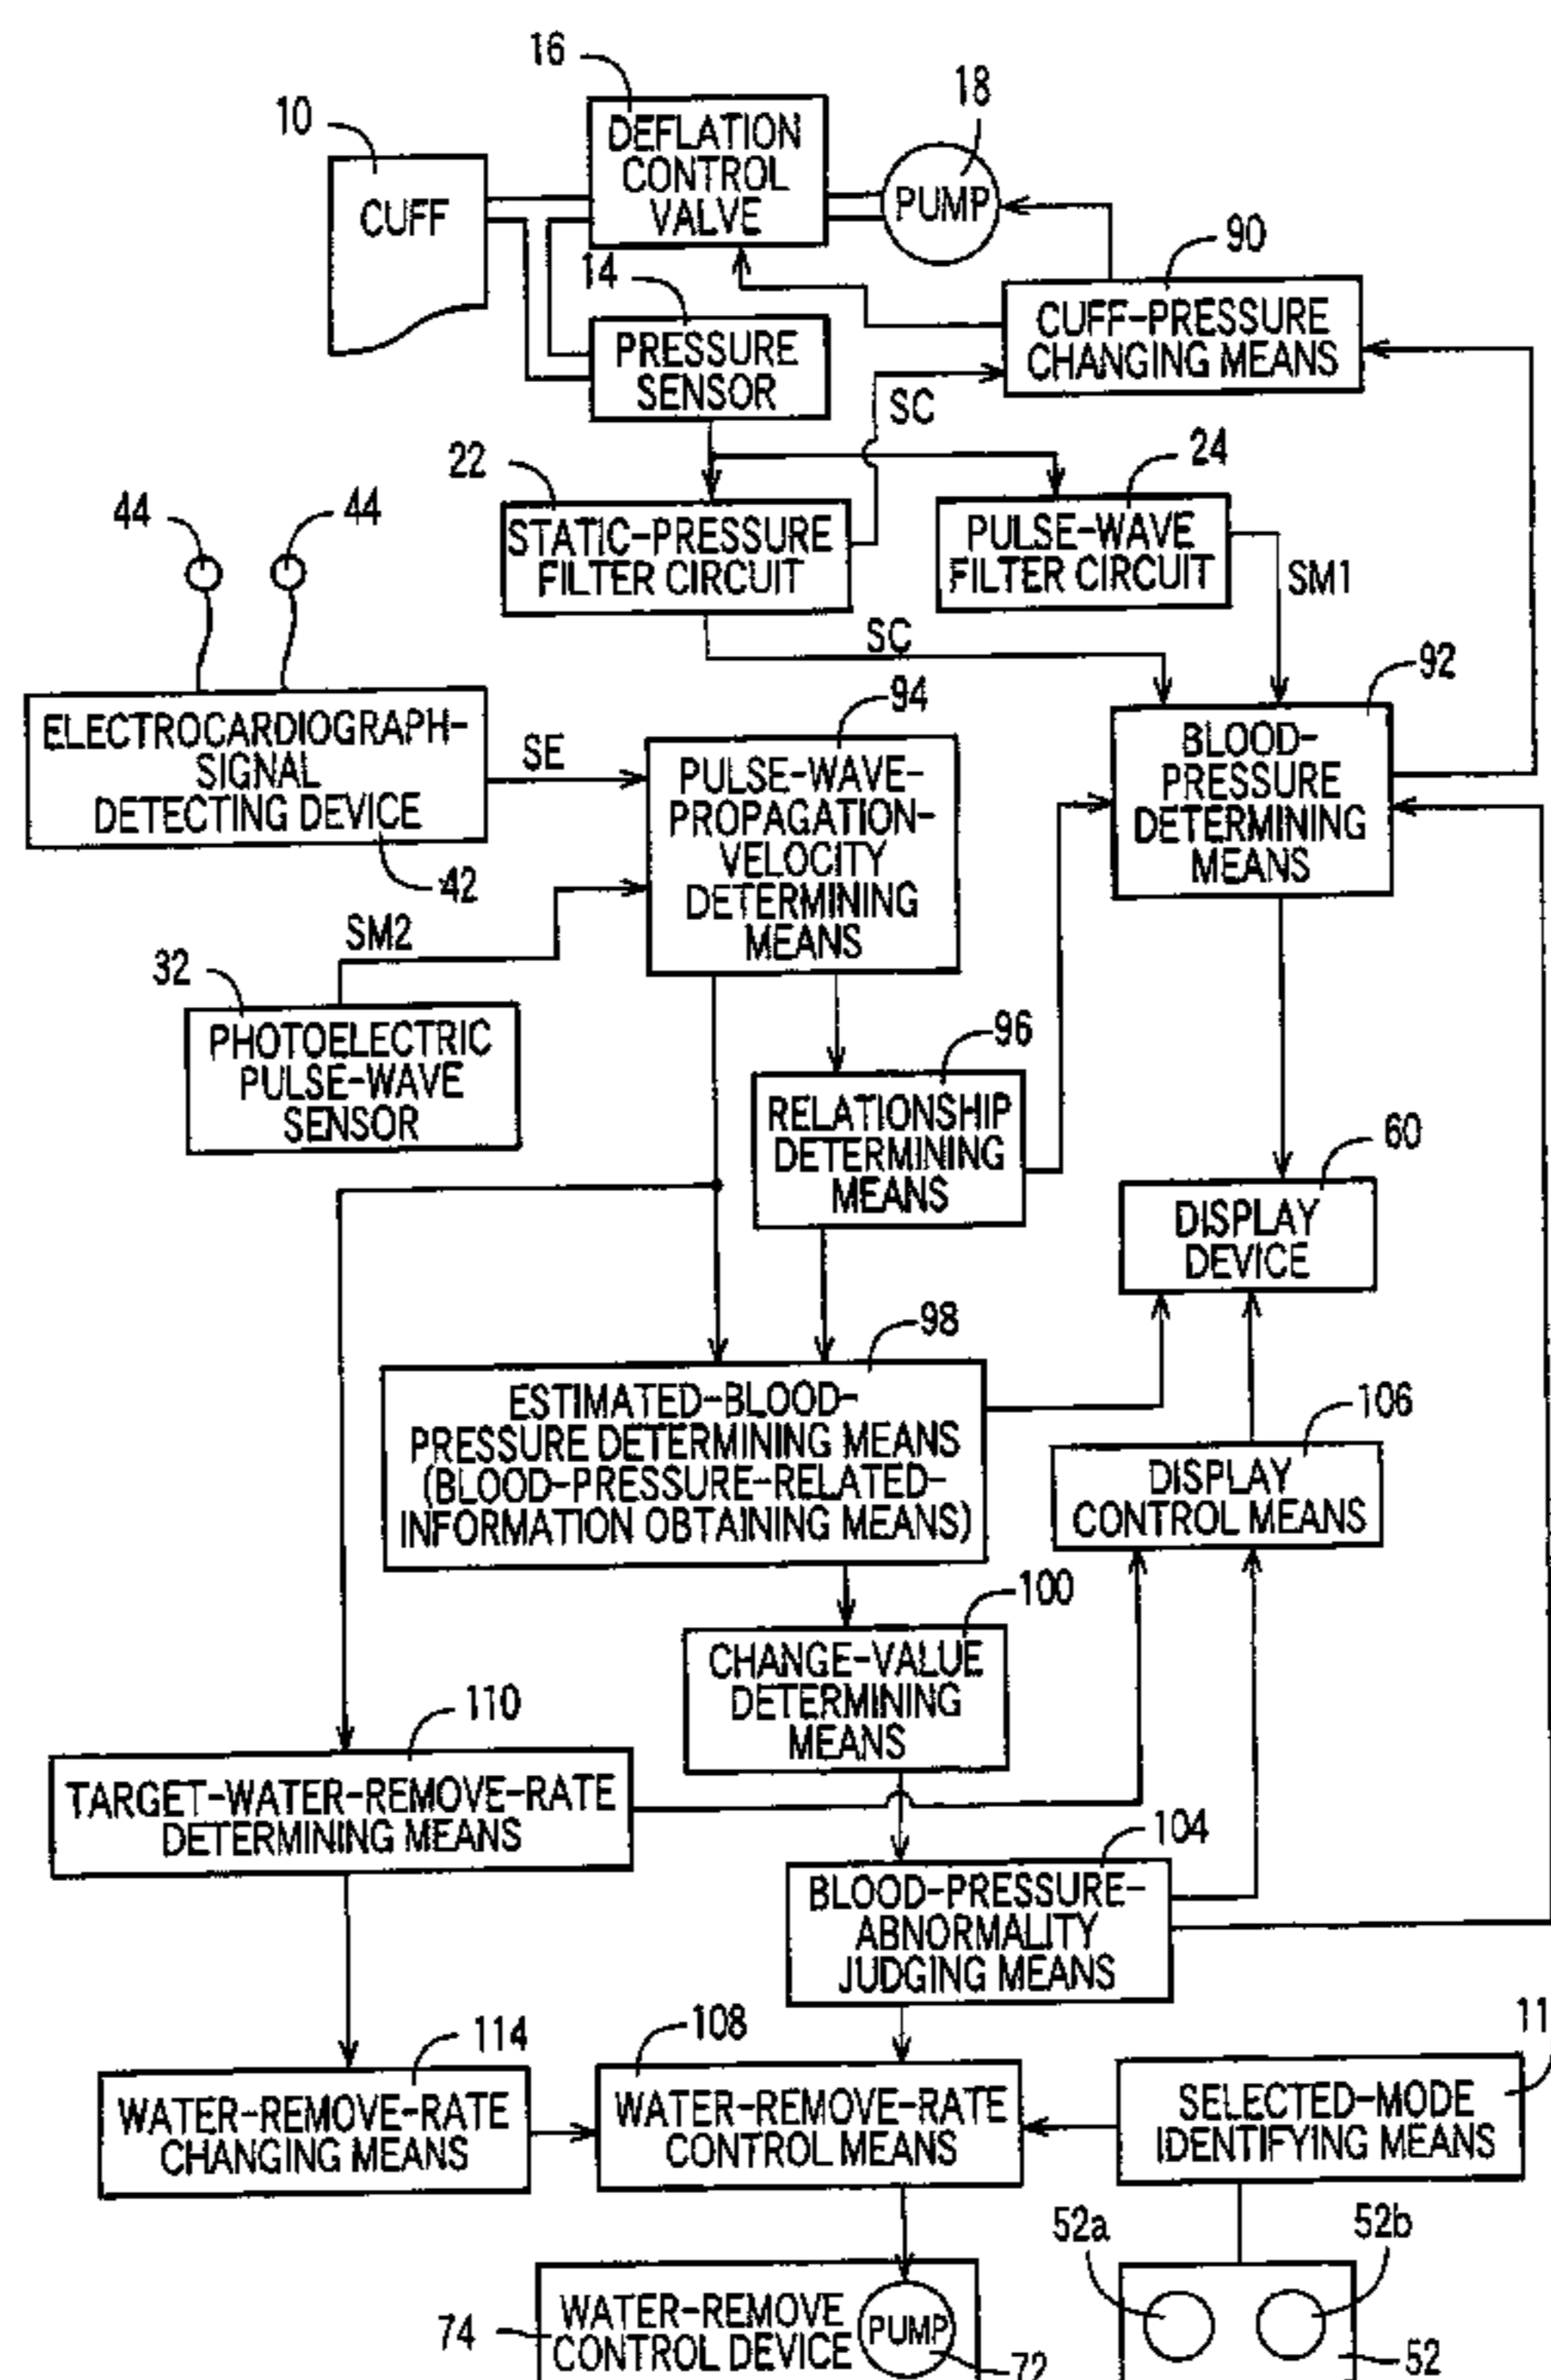 16
18
10
DEFLATION
CONTROL
VALVE
CUFF
PUMP
90
14
CUFF-PRESSURE
CHANGING MEANS
PRESSURE
SENSOR
SC
22
24
44
44
STATIC-PRESSURE
FILTER CIRCUIT
PULSE-WAVE
FILTER CIRCUIT
SM1
SC
92
94
ELECTROCARDIOGRAPH-
SIGNAL
DETECTING DEVICE
SE
PULSE-WAVE-
PROPAGATION-
VELOCITY
DETERMINING
MEANS
BLOOD-
PRESSURE
DETERMINING
MEANS
42
SM2
32
PHOTOELECTRIC
PULSE-WAVE
SENSOR
96
RELATIONSHIP
DETERMINING
MEANS
60
DISPLAY
DEVICE
98
ESTIMATED-BLOOD-
PRESSURE DETERMINING MEANS
(BLOOD-PRESSURE-RELATED-
INFORMATION OBTAINING MEANS)
106
DISPLAY
CONTROL MEANS
100
CHANGE-VALUE
DETERMINING
MEANS
110
TARGET-WATER-REMOVE-RATE
DETERMINING MEANS
104
BLOOD-PRESSURE-
ABNORMALITY
JUDGING MEANS
114
108
WATER-REMOVE-RATE
CHANGING MEANS
WATER-REMOVE-RATE
CONTROL MEANS
SELECTED-MODE
IDENTIFYING MEANS
52a
52b
74
WATER-REMOVE
CONTROL DEVICE
PUMP
72
52